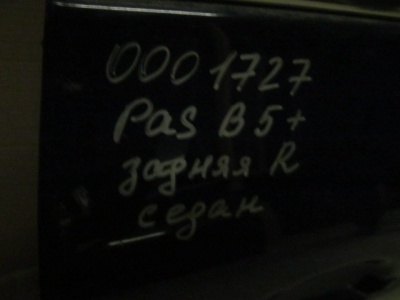 0001727
Pas B5+
задняя R
седан